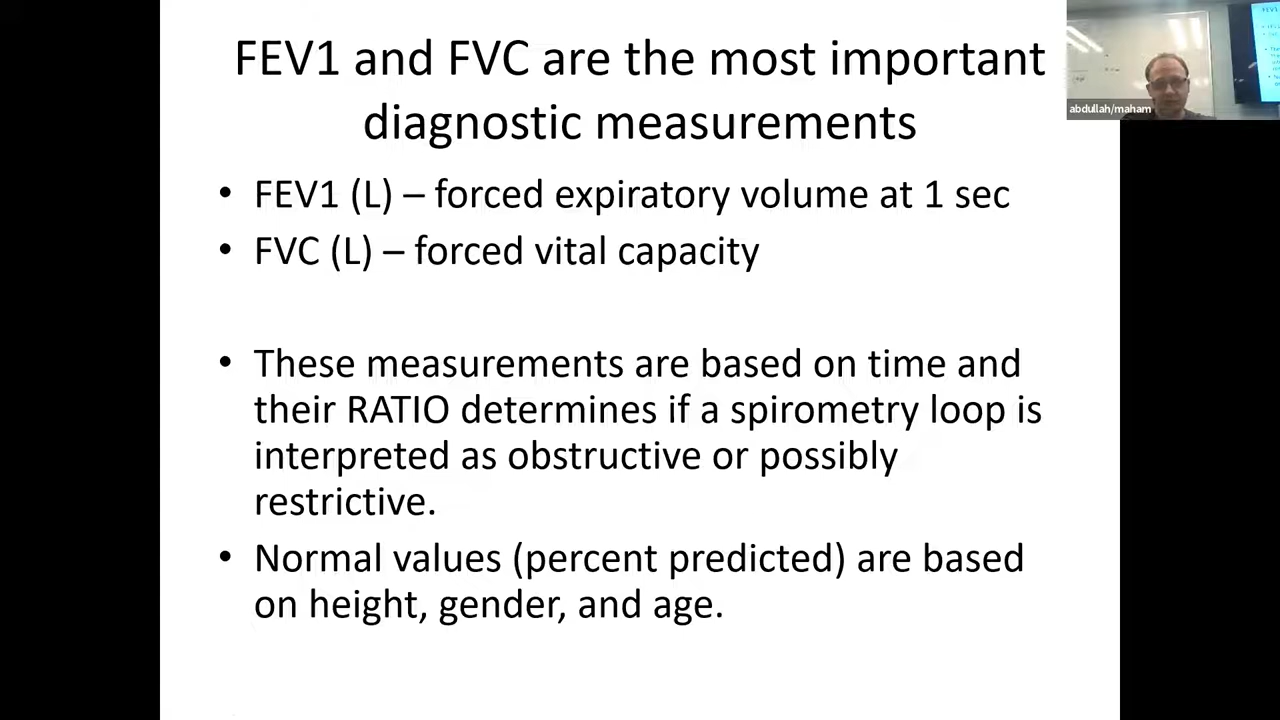 FEV1 and FVC are the most important
diagnostic measurements
• FEV1 (L) – forced expiratory volume at 1 sec
• FVC (L) – forced vital capacity
• These measurements are based on time and
their RATIO determines if a spirometry loop is
interpreted as obstructive or possibly
restrictive.
• Normal values (percent predicted) are based
on height, gender, and age.
abdullah/maham